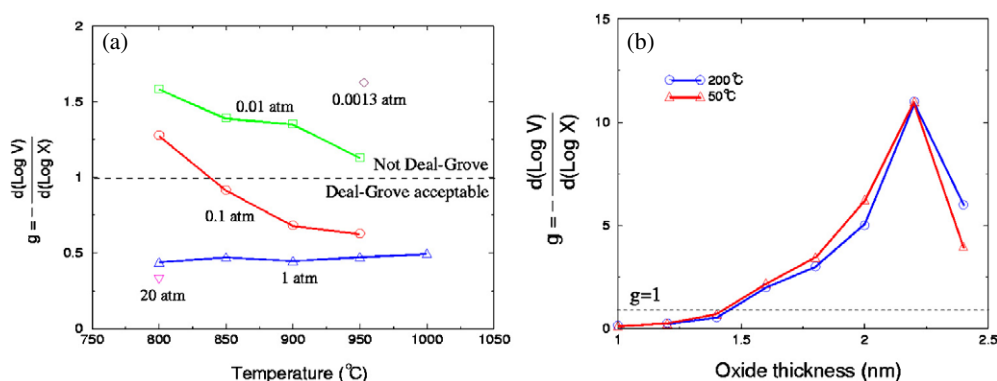 (a)
2
1.5
1
0.5
0
0.01 atm
0.0013 atm
Not Deal-Grove
Deal-Grove acceptable
0.1 atm
1 atm
20 atm
g = - d(Log V)
d(Log X)
750 800 850 900 950 1000 1050
Temperature (℃)
(b)
15
10
5
0
200℃
50℃
g=1
g = - d(Log V)
d(Log X)
1 1.5 2.0 2.5
Oxide thickness (nm)